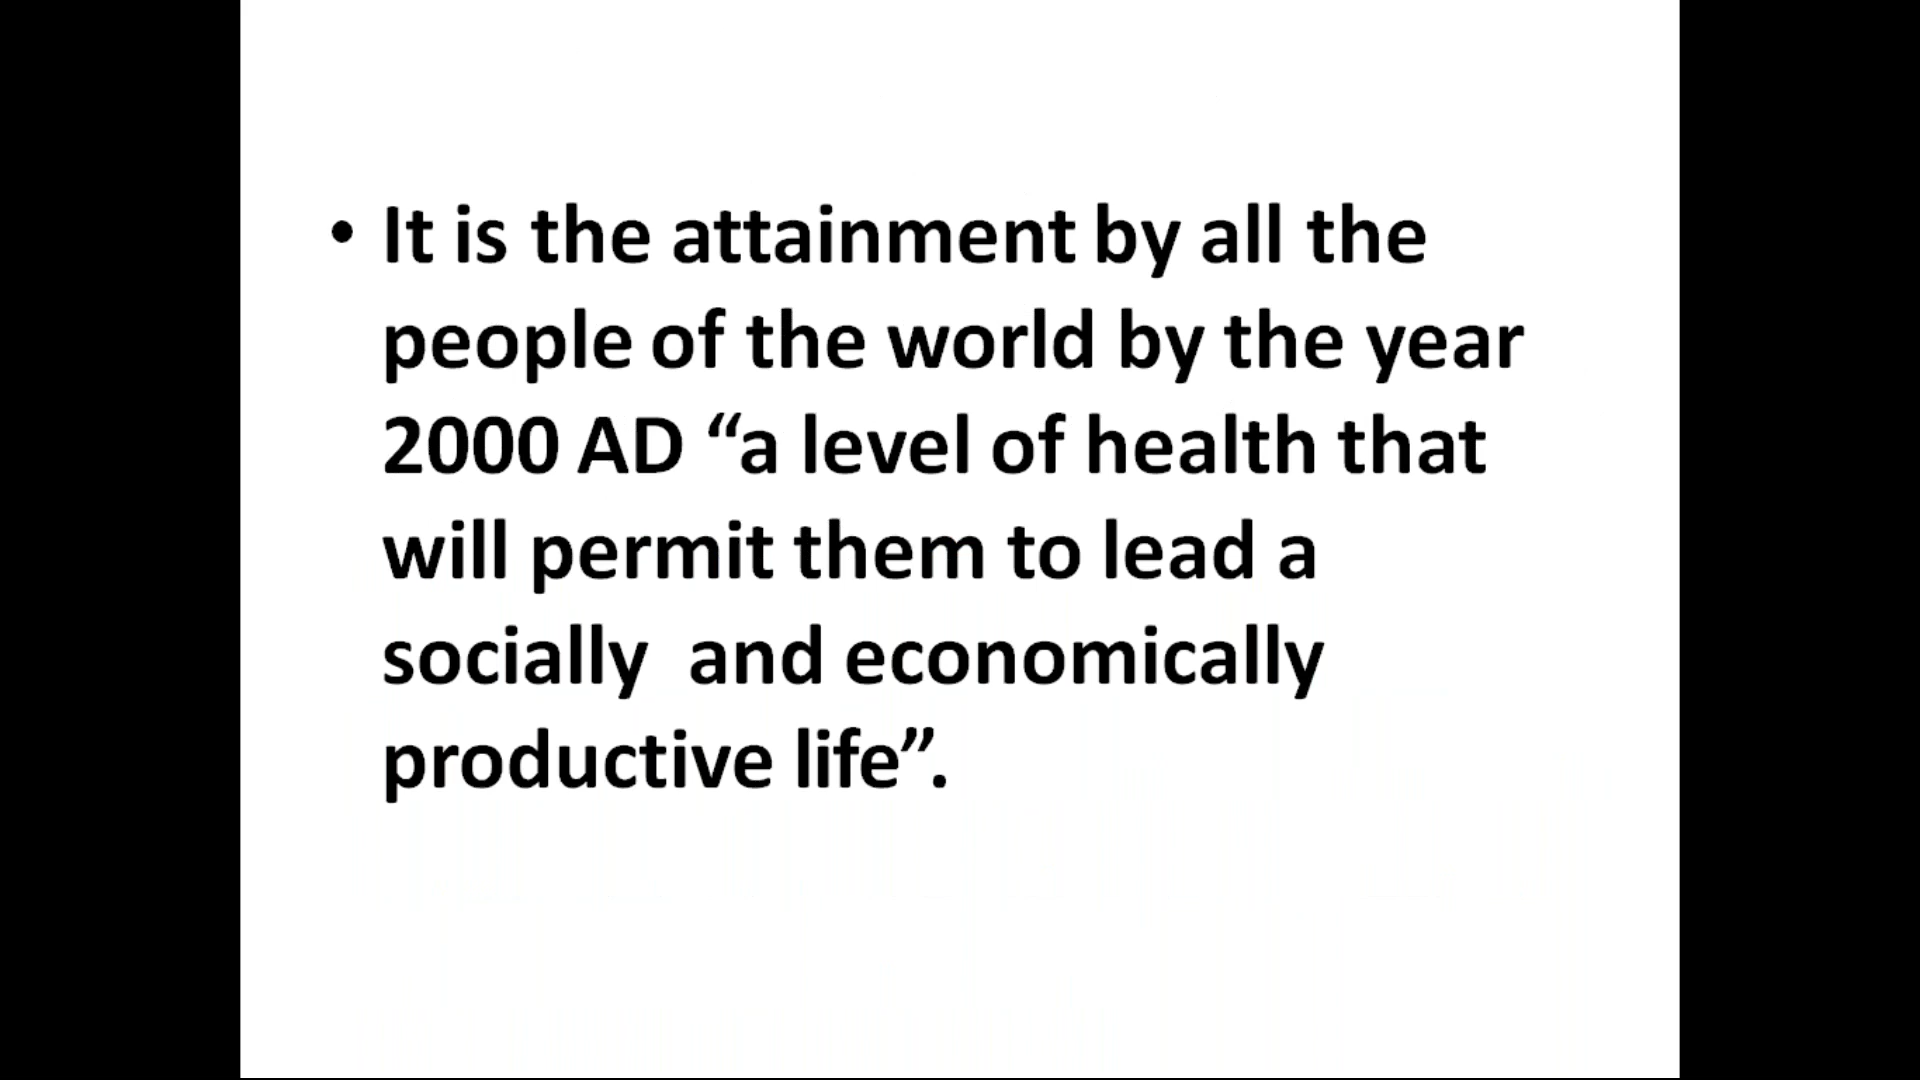 • It is the attainment by all the
people of the world by the year
2000 AD “a level of health that
will permit them to lead a
socially  and economically
productive life”.